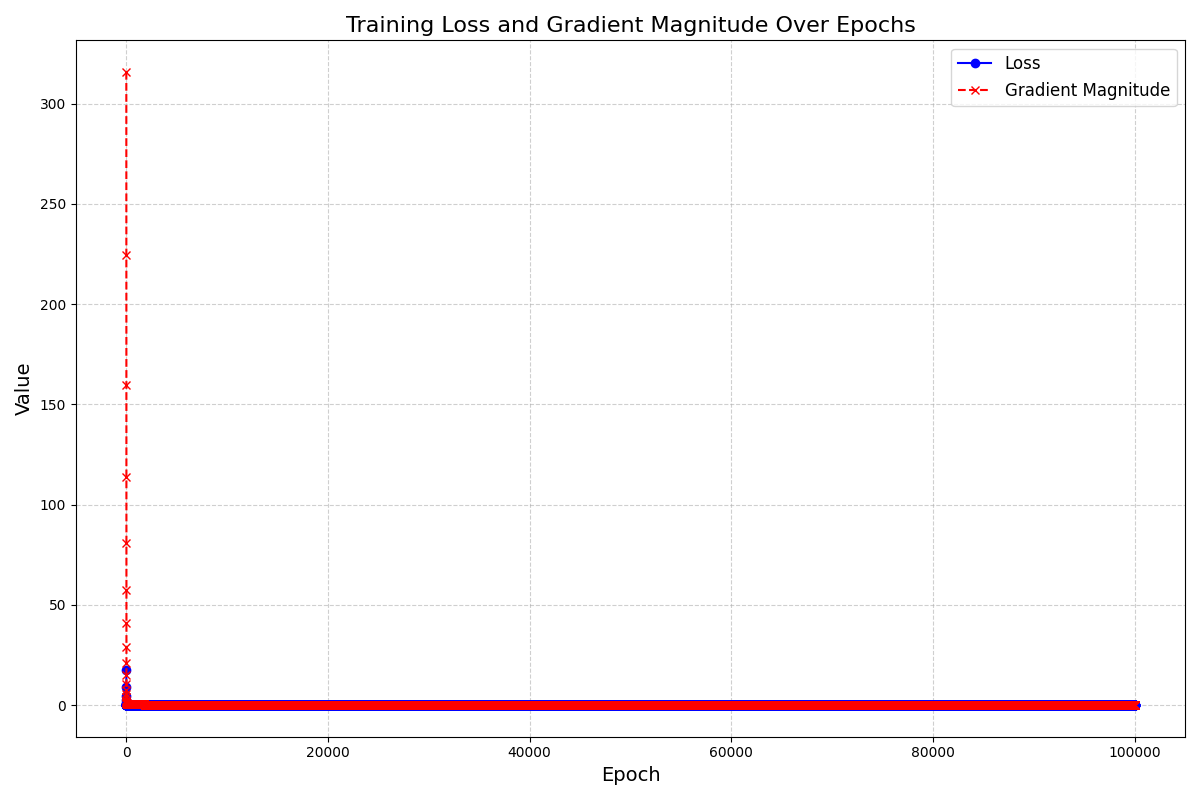 Training Loss and Gradient Magnitude Over Epochs
Loss
Gradient Magnitude
300
250
200
150
100
50
0
Value
0
20000
40000
60000
80000
100000
Epoch